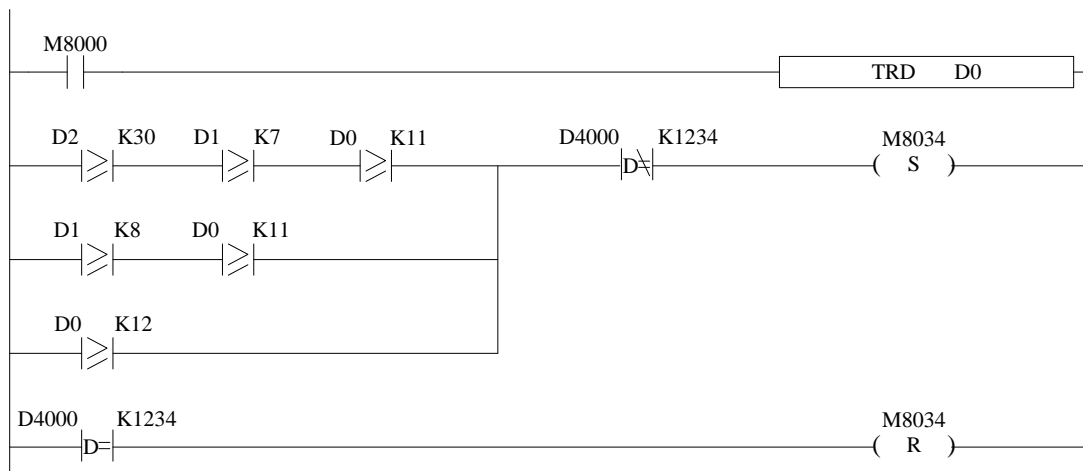 M8000
TRD D0
D2 K30 D1 K7 D0 K11 D4000 K1234 M8034
≥ ≥ ≥ D≠ ( S )
D1 K8 D0 K11
≥ ≥
D0 K12
≥
D4000 K1234 M8034
D= ( R )